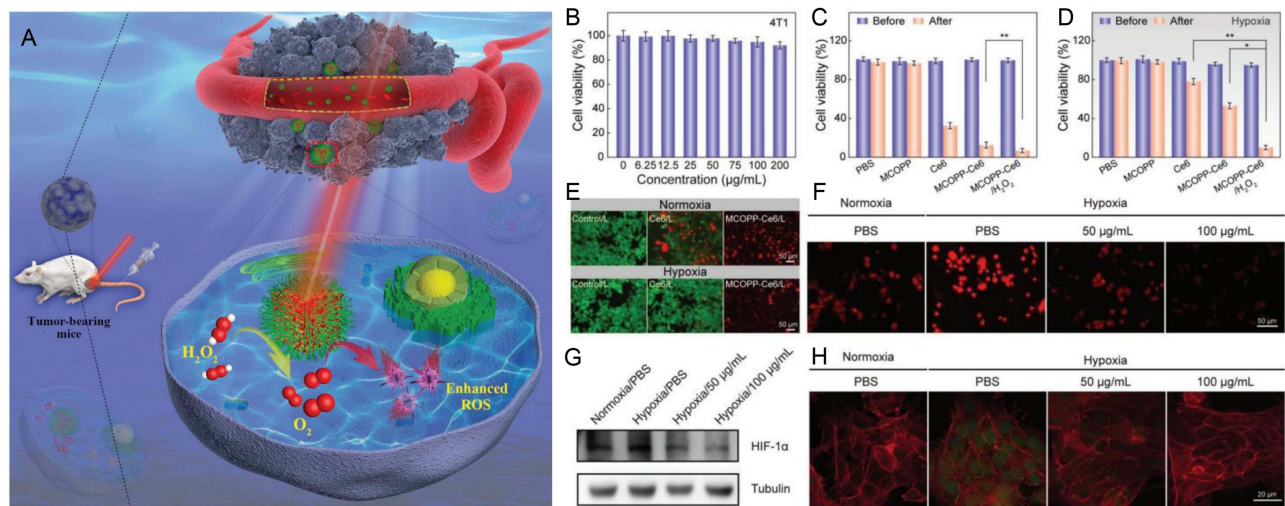 A
Tumor-bearing
mice
H₂O₂
O₂
Enhanced
ROS
B
4T1
Cell viability (%)
100
80
60
40
20
0
0 6.25 12.5 25 50 75 100 200
Concentration (μg/mL)
C
Before After
Cell viability (%)
120
80
40
0
**
PBS
MCOPP
Ce6
MCOPP-Ce6
MCOPP-Ce6
/H₂O₂
D
Before After
Hypoxia
Cell viability (%)
120
80
40
0
**
*
PBS
MCOPP
Ce6
MCOPP-Ce6
MCOPP-Ce6
/H₂O₂
E
Normoxia
Control/L Ce6/L MCOPP-Ce6/L
50 μm
Hypoxia
Control/L Ce6/L MCOPP-Ce6/L
50 μm
F
Normoxia Hypoxia
PBS PBS 50 μg/mL 100 μg/mL
50 μm
G
Normoxia/PBS
Hypoxia/PBS
Hypoxia/50 μg/mL
Hypoxia/100 μg/mL
HIF-1α
Tubulin
H
Normoxia Hypoxia
PBS PBS 50 μg/mL 100 μg/mL
20 μm